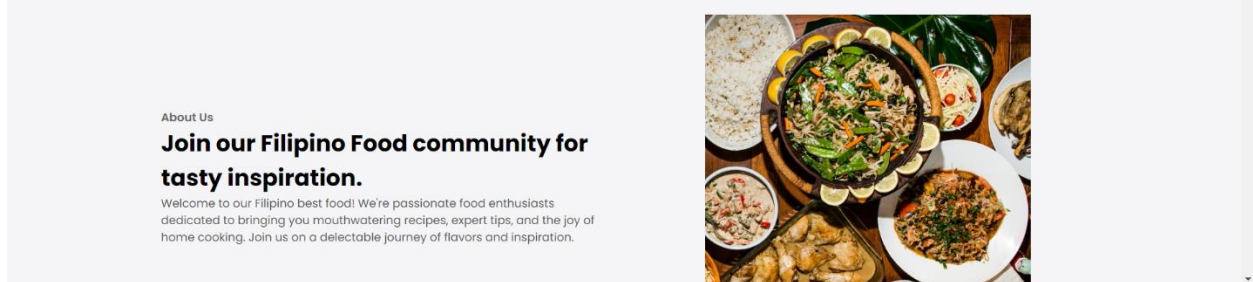 About Us
Join our Filipino Food community for
tasty inspiration.
Welcome to our Filipino best food! We're passionate food enthusiasts
dedicated to bringing you mouthwatering recipes, expert tips, and the joy of
home cooking. Join us on a delectable journey of flavors and inspiration.